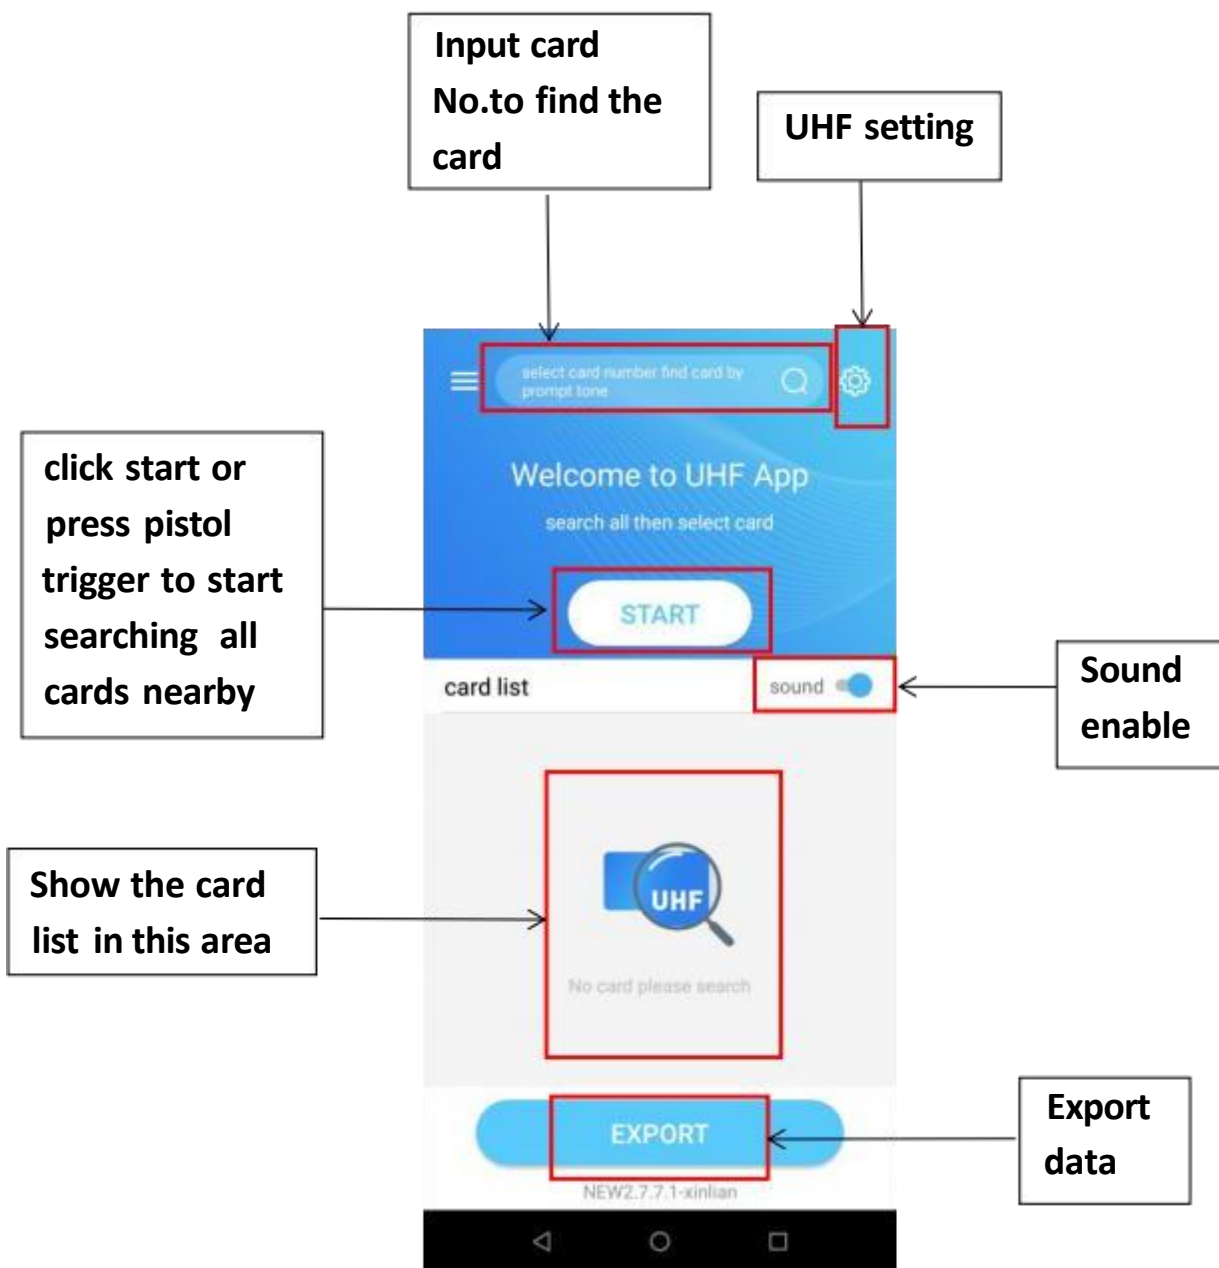 Input card
No.to find the
card
UHF setting
select card number find card by
prompt tone
Welcome to UHF App
search all then select card
click start or
press pistol
trigger to start
searching all
cards nearby
START
card list
sound
Sound
enable
UHF
No card please search
Show the card
list in this area
EXPORT
Export
data
NEW2.7.7.1-xinlian